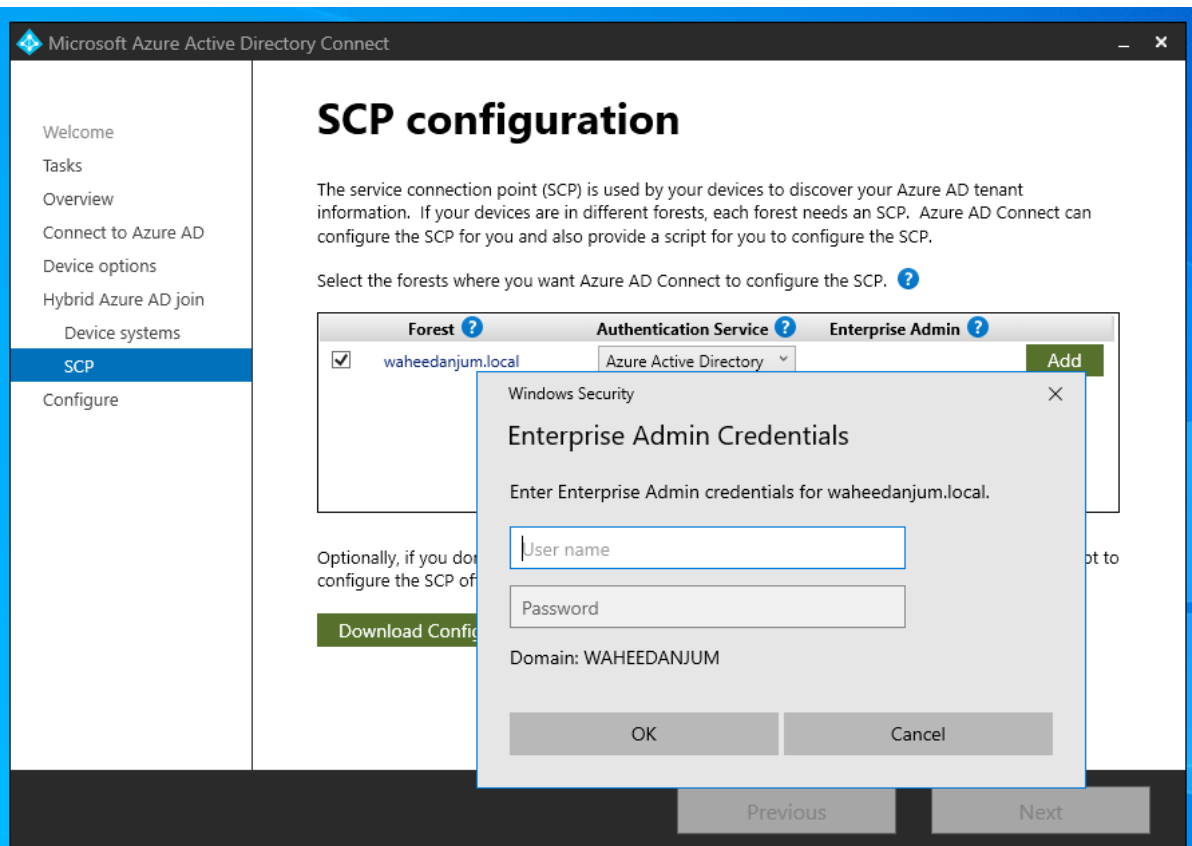 Microsoft Azure Active Directory Connect
Welcome
Tasks
Overview
Connect to Azure AD
Device options
Hybrid Azure AD join
Device systems
SCP
Configure
SCP configuration
The service connection point (SCP) is used by your devices to discover your Azure AD tenant
information. If your devices are in different forests, each forest needs an SCP. Azure AD Connect can
configure the SCP for you and also provide a script for you to configure the SCP.
Select the forests where you want Azure AD Connect to configure the SCP. ?
Forest ? Authentication Service ? Enterprise Admin ?
waheedanjum.local Azure Active Directory Add
Windows Security
Enterprise Admin Credentials
Enter Enterprise Admin credentials for waheedanjum.local.
User name
Password
Domain: WAHEEDANJUM
OK Cancel
Optionally, if you to
configure the SCP
Download
Previous Next